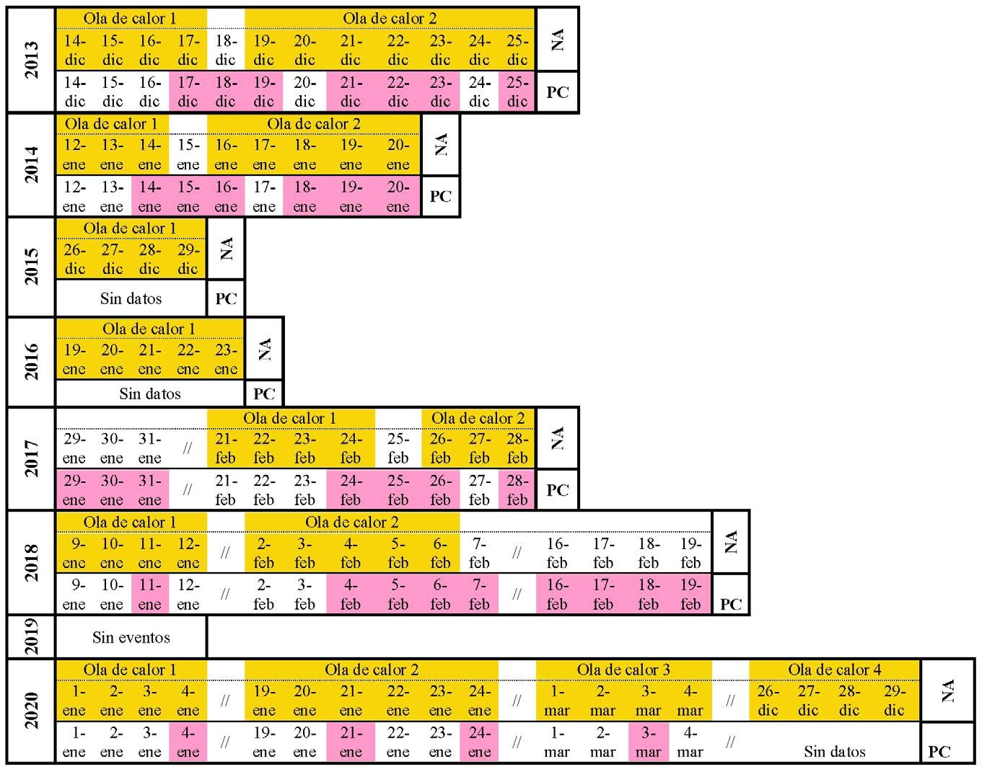 2013
Ola de calor 1 Ola de calor 2 NA
14- 15- 16- 17- 18- 19- 20- 21- 22- 23- 24- 25-
dic dic dic dic dic dic dic dic dic dic dic dic
14- 15- 16- 17- 18- 19- 20- 21- 22- 23- 24- 25- PC
dic dic dic dic dic dic dic dic dic dic dic dic
2014
Ola de calor 1 Ola de calor 2 NA
12- 13- 14- 15- 16- 17- 18- 19- 20-
ene ene ene ene ene ene ene ene ene
12- 13- 14- 15- 16- 17- 18- 19- 20- PC
ene ene ene ene ene ene ene ene ene
2015
Ola de calor 1 NA
26- 27- 28- 29-
dic dic dic dic
Sin datos PC
2016
Ola de calor 1 NA
19- 20- 21- 22- 23-
ene ene ene ene ene
Sin datos PC
2017
Ola de calor 1 Ola de calor 2 NA
29- 30- 31- // 21- 22- 23- 24- 25- 26- 27- 28-
ene ene ene feb feb feb feb feb feb feb feb
29- 30- 31- // 21- 22- 23- 24- 25- 26- 27- 28- PC
ene ene ene feb feb feb feb feb feb feb feb
2018
Ola de calor 1 Ola de calor 2 NA
9- 10- 11- 12- // 2- 3- 4- 5- 6- 7- // 16- 17- 18- 19-
ene ene ene ene feb feb feb feb feb feb feb feb feb feb
9- 10- 11- 12- // 2- 3- 4- 5- 6- 7- // 16- 17- 18- 19- PC
ene ene ene ene feb feb feb feb feb feb feb feb feb feb
2019
Sin eventos
2020
Ola de calor 1 Ola de calor 2 Ola de calor 3 Ola de calor 4 NA
1- 2- 3- 4- // 19- 20- 21- 22- 23- 24- // 1- 2- 3- 4- // 26- 27- 28- 29-
ene ene ene ene ene ene ene ene ene ene mar mar mar mar dic dic dic dic
1- 2- 3- 4- // 19- 20- 21- 22- 23- 24- // 1- 2- 3- 4- //
ene ene ene ene ene ene ene ene ene ene mar mar mar mar Sin datos PC